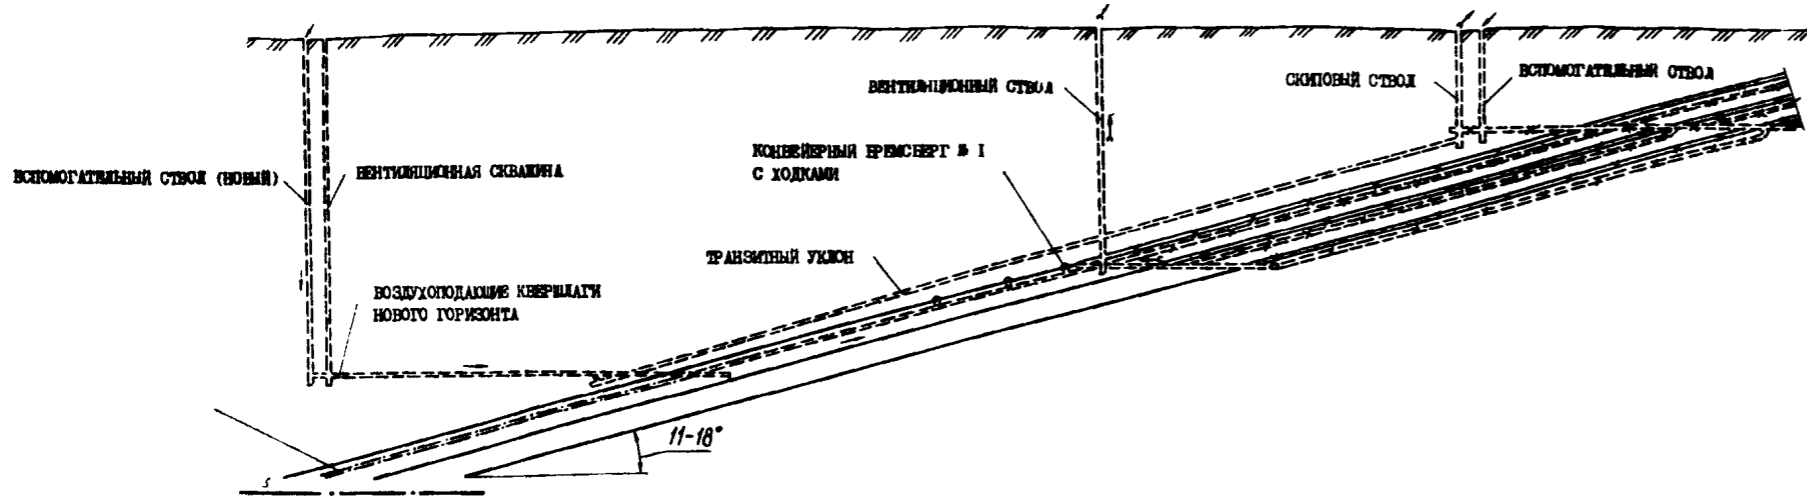 ВЕНТИЛЯЦИОННЫЙ СТВОЛ
СКИПОВЫЙ СТВОЛ
ВСПОМОГАТЕЛЬНЫЙ СТВОЛ
КОНВЕЙЕРНЫЙ БРЕМСБЕРГ № I
С ХОДКАМИ
ВСПОМОГАТЕЛЬНЫЙ СТВОЛ (НОВЫЙ)
ВЕНТИЛЯЦИОННАЯ СКВАЖИНА
ТРАНЗИТНЫЙ УКЛОН
ВОЗДУХОПОДАЮЩИЕ КВЕРШЛАГИ
НОВОГО ГОРИЗОНТА
11-18°